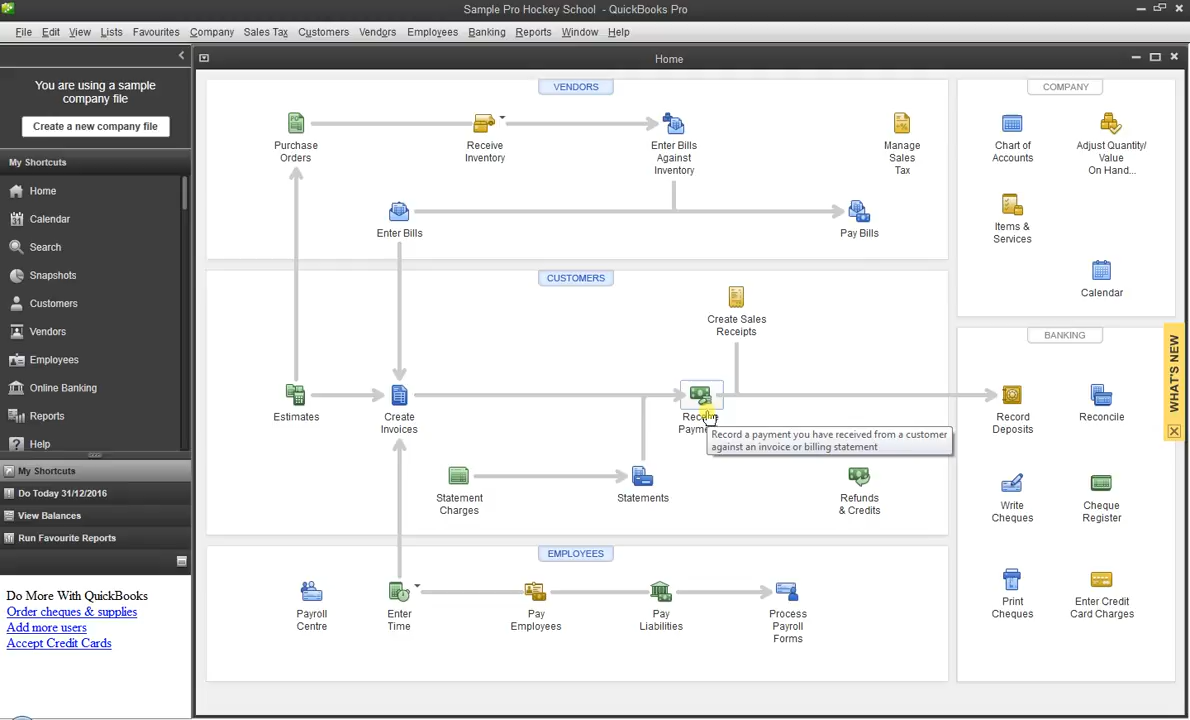 Sample Pro Hockey School - QuickBooks Pro
File Edit View Lists Favourites Company Sales Tax Customers Vendors Employees Banking Reports Window Help
Home
You are using a sample
company file
Create a new company file
My Shortcuts
Home
Calendar
Search
Snapshots
Customers
Vendors
Employees
Online Banking
Reports
Help
My Shortcuts
Do Today 31/12/2016
View Balances
Run Favourite Reports
Do More With QuickBooks
Order cheques & supplies
Add more users
Accept Credit Cards
VENDORS
Purchase
Orders
Receive
Inventory
Enter Bills
Against
Inventory
Manage
Sales
Tax
Enter Bills
Pay Bills
CUSTOMERS
Create Sales
Receipts
Estimates
Create
Invoices
Receive
Record a payment you have received from a customer
against an invoice or billing statement
Statement
Charges
Statements
Refunds
& Credits
EMPLOYEES
Payroll
Centre
Enter
Time
Pay
Employees
Pay
Liabilities
Process
Payroll
Forms
COMPANY
Chart of
Accounts
Adjust Quantity/
Value
On Hand...
Items &
Services
Calendar
BANKING
Record
Deposits
Reconcile
Write
Cheques
Cheque
Register
Print
Cheques
Enter Credit
Card Charges
WHAT'S NEW